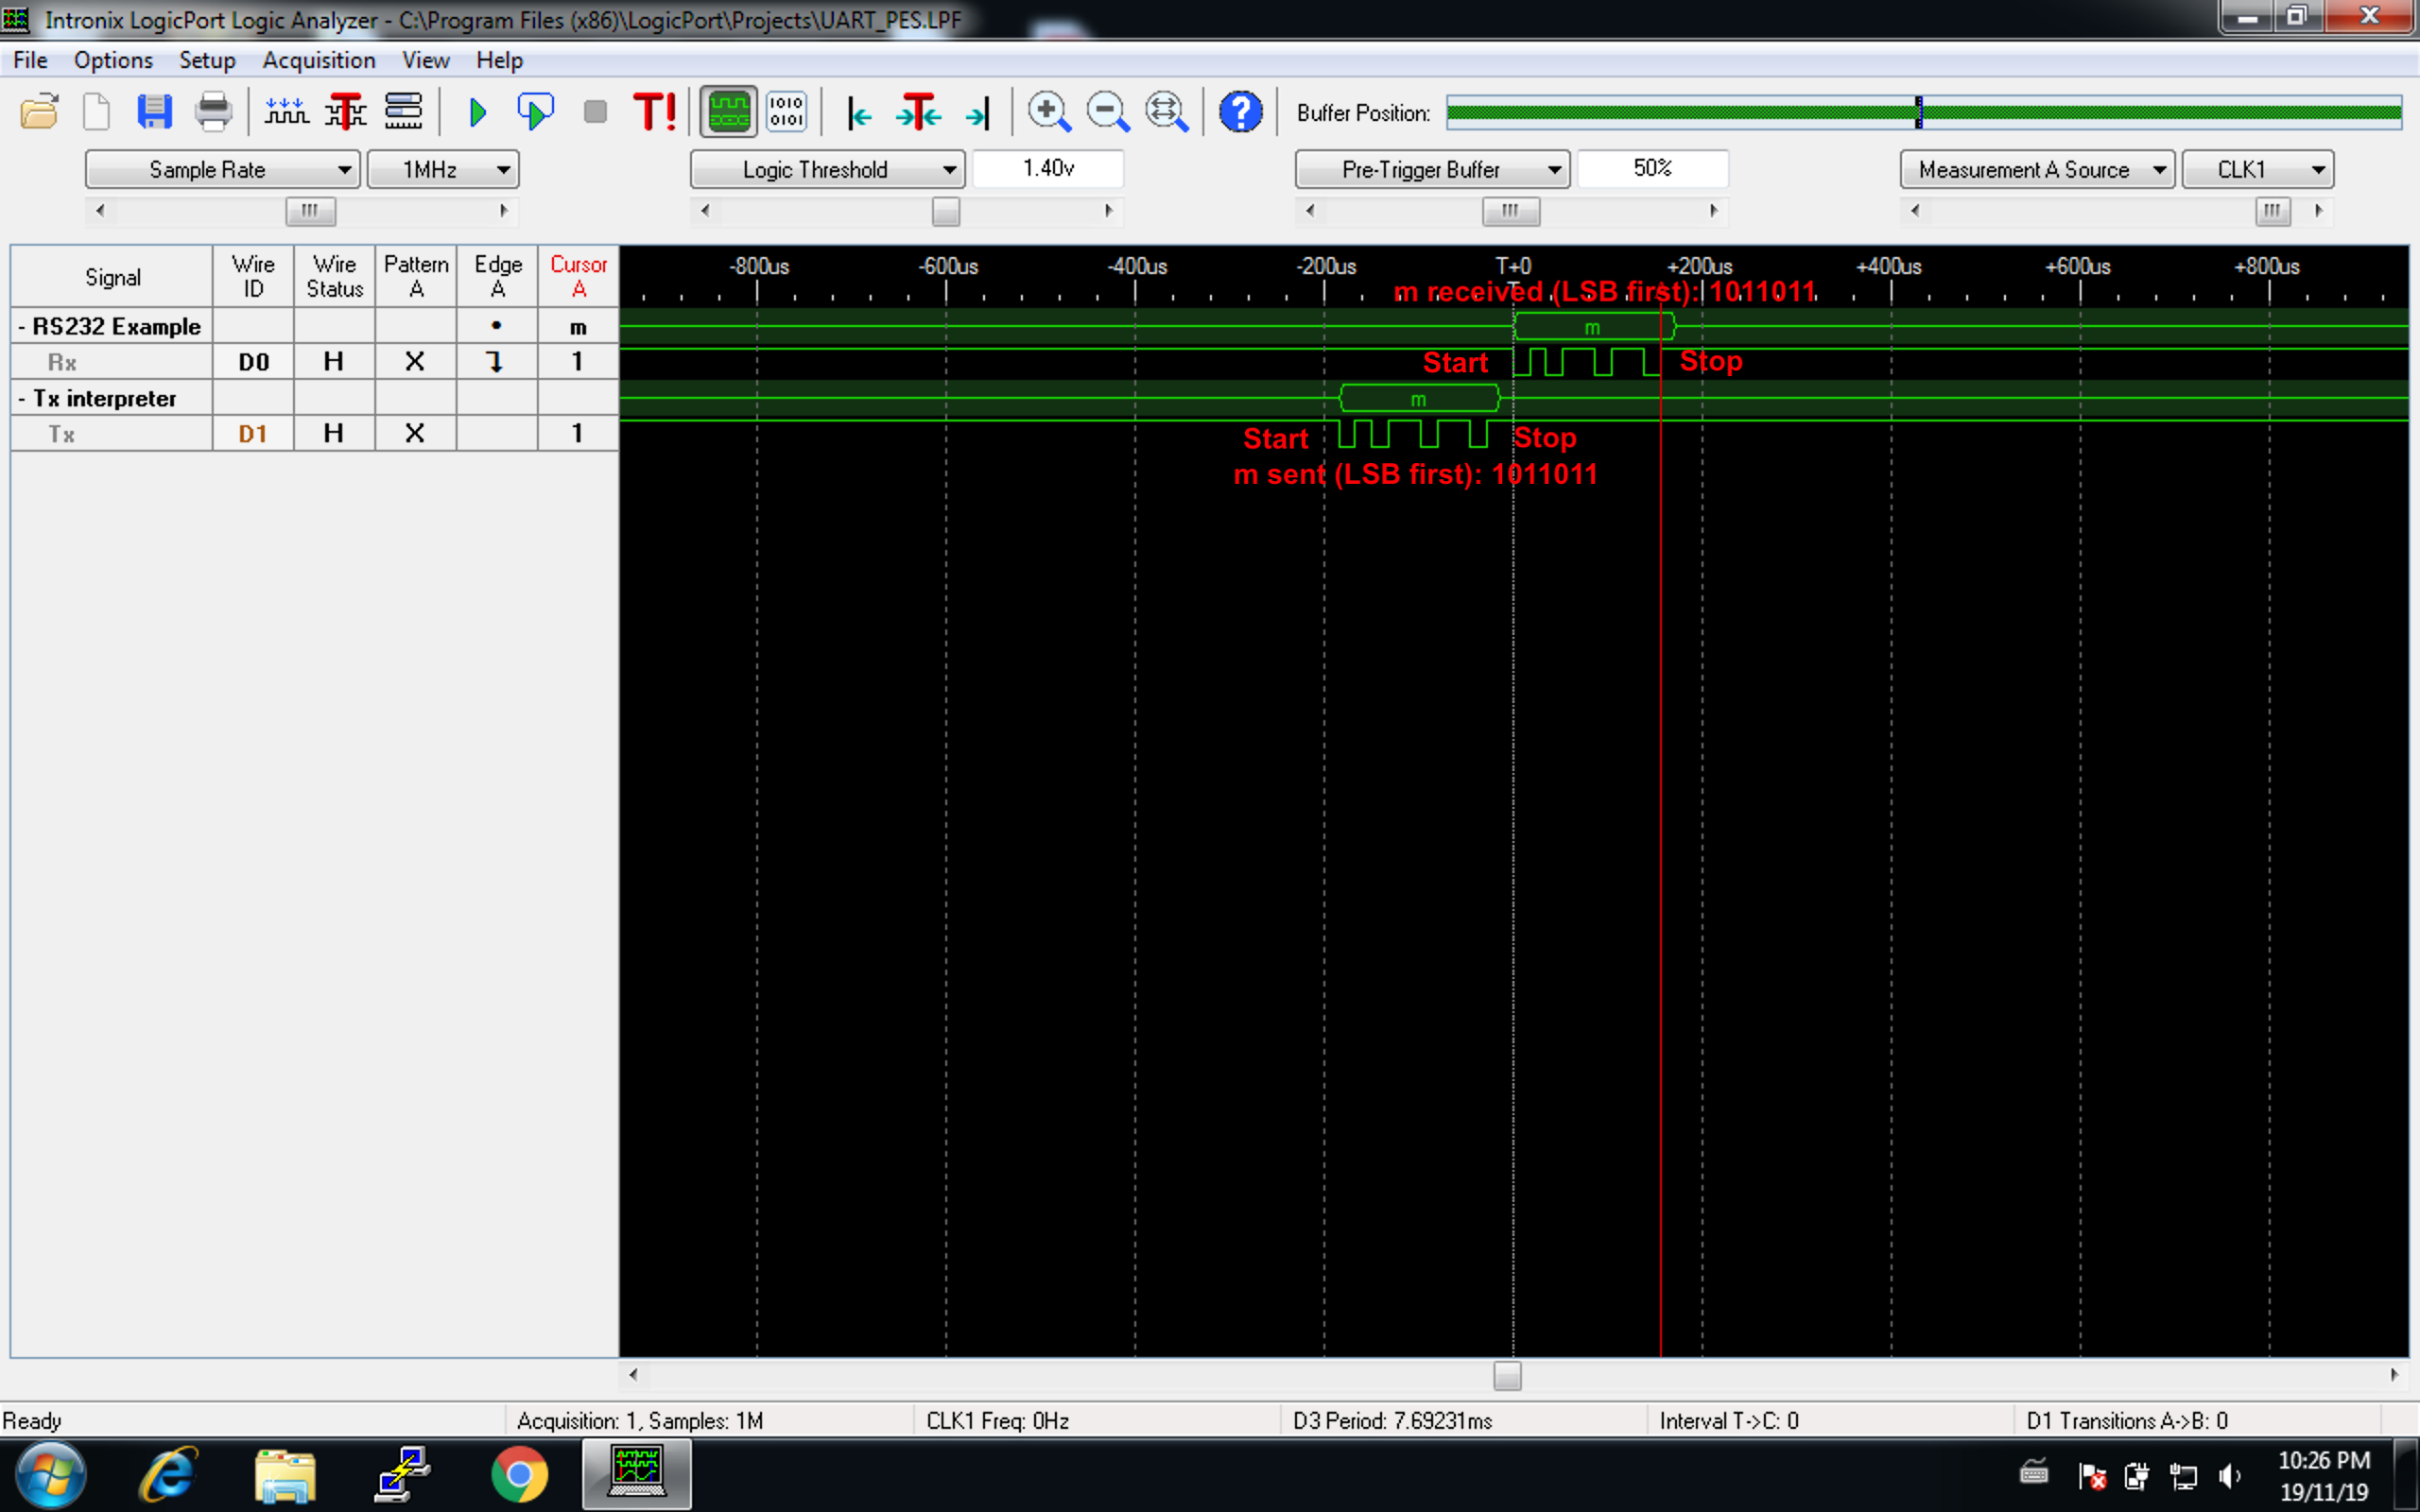 Intronix LogicPort Logic Analyzer - C:\Program Files (x86)\LogicPort\Projects\UART_PES.LPF
File Options Setup Acquisition View Help
T! 1010 0101 T ? Buffer Position:
Sample Rate 1MHz Logic Threshold 1.40v Pre-Trigger Buffer 50% Measurement A Source CLK1
Signal Wire ID Wire Status Pattern A Edge A Cursor A
-800us -600us -400us -200us T+0 +200us +400us +600us +800us
m received (LSB first): 1011011
- RS232 Example m m
Rx D0 H X 1 Start Stop
- Tx interpreter m
Tx D1 H X 1 Start Stop
m sent (LSB first): 1011011
Ready Acquisition: 1, Samples: 1M CLK1 Freq: 0Hz D3 Period: 7.69231ms Interval T->C: 0 D1 Transitions A->B: 0
10:26 PM
19/11/19